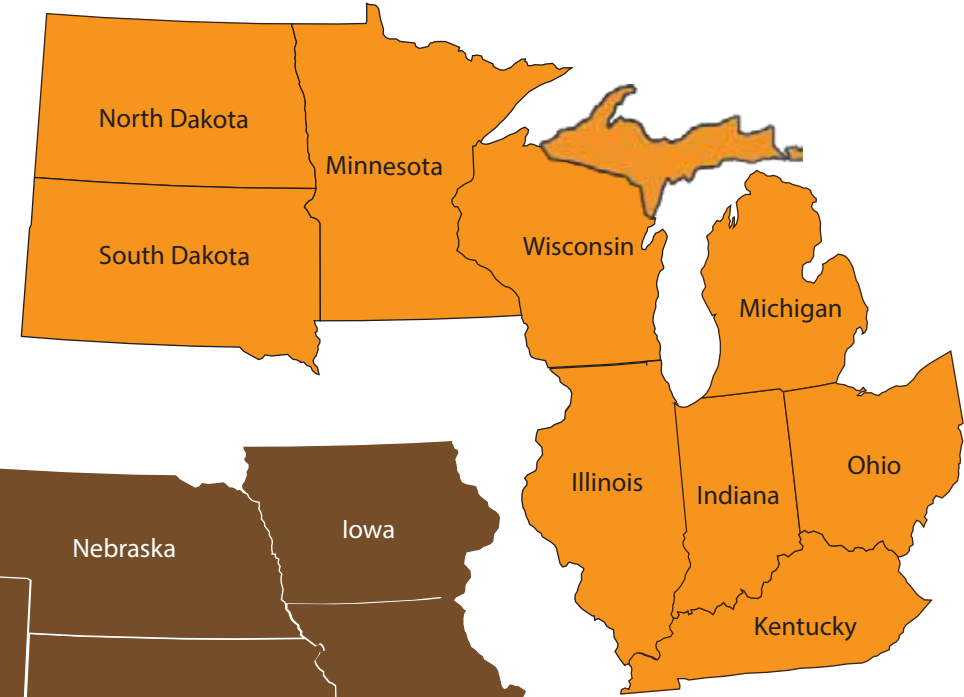 North Dakota
Minnesota
South Dakota
Wisconsin
Michigan
Ohio
Illinois
Indiana
Iowa
Nebraska
Kentucky